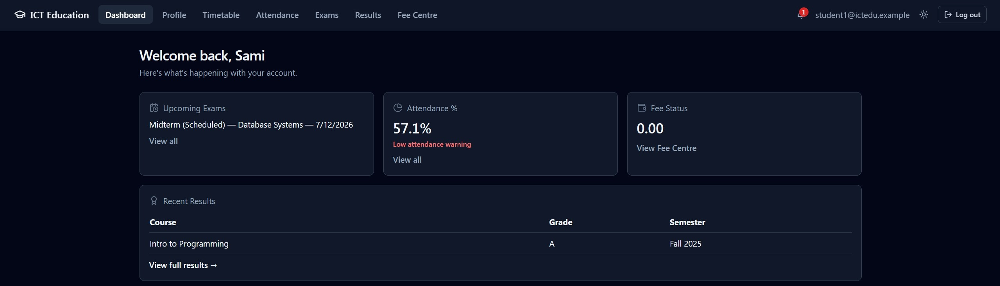 ICT Education Dashboard Profile Timetable Attendance Exams Results Fee Centre 1 student1@ictedu.example Log out
Welcome back, Sami
Here's what's happening with your account.
Upcoming Exams
Midterm (Scheduled) — Database Systems — 7/12/2026
View all
Attendance %
57.1%
Low attendance warning
View all
Fee Status
0.00
View Fee Centre
Recent Results
Course Grade Semester
Intro to Programming A Fall 2025
View full results →